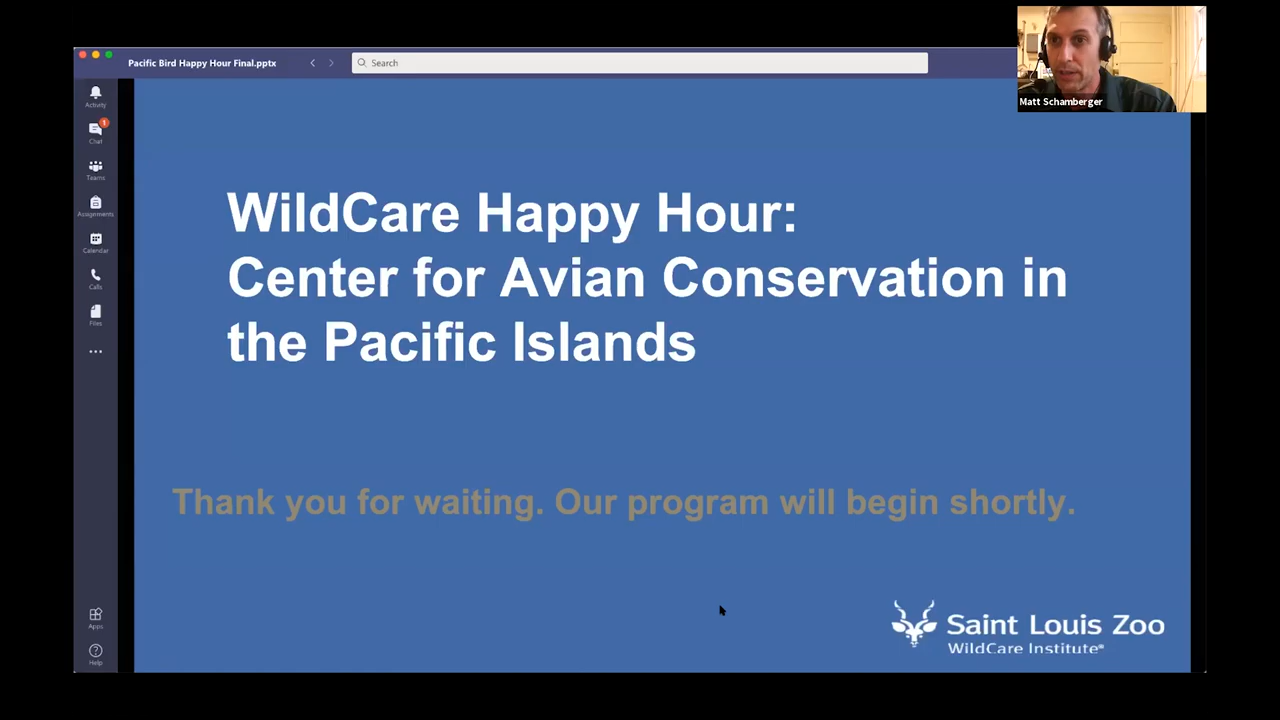 Pacific Bird Happy Hour Final.pptx
Search
Matt Schamberger
Activity
1
Chat
Teams
Assignments
Calendar
Calls
Files
Apps
Help
WildCare Happy Hour:
Center for Avian Conservation in
the Pacific Islands
Thank you for waiting. Our program will begin shortly.
Saint Louis Zoo
WildCare Institute®